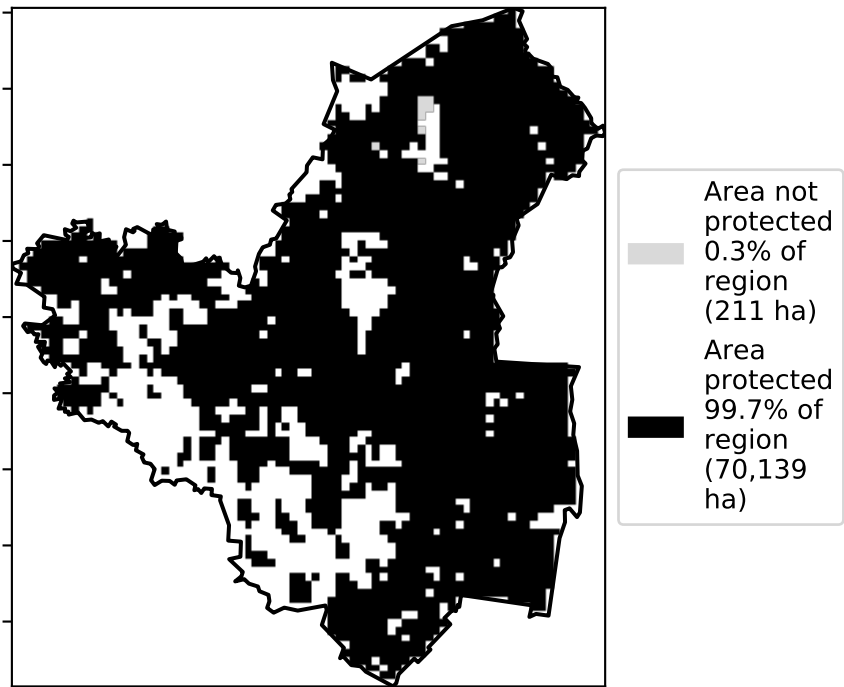 Area not
protected
0.3% of
region
(211 ha)
Area
protected
99.7% of
region
(70,139
ha)